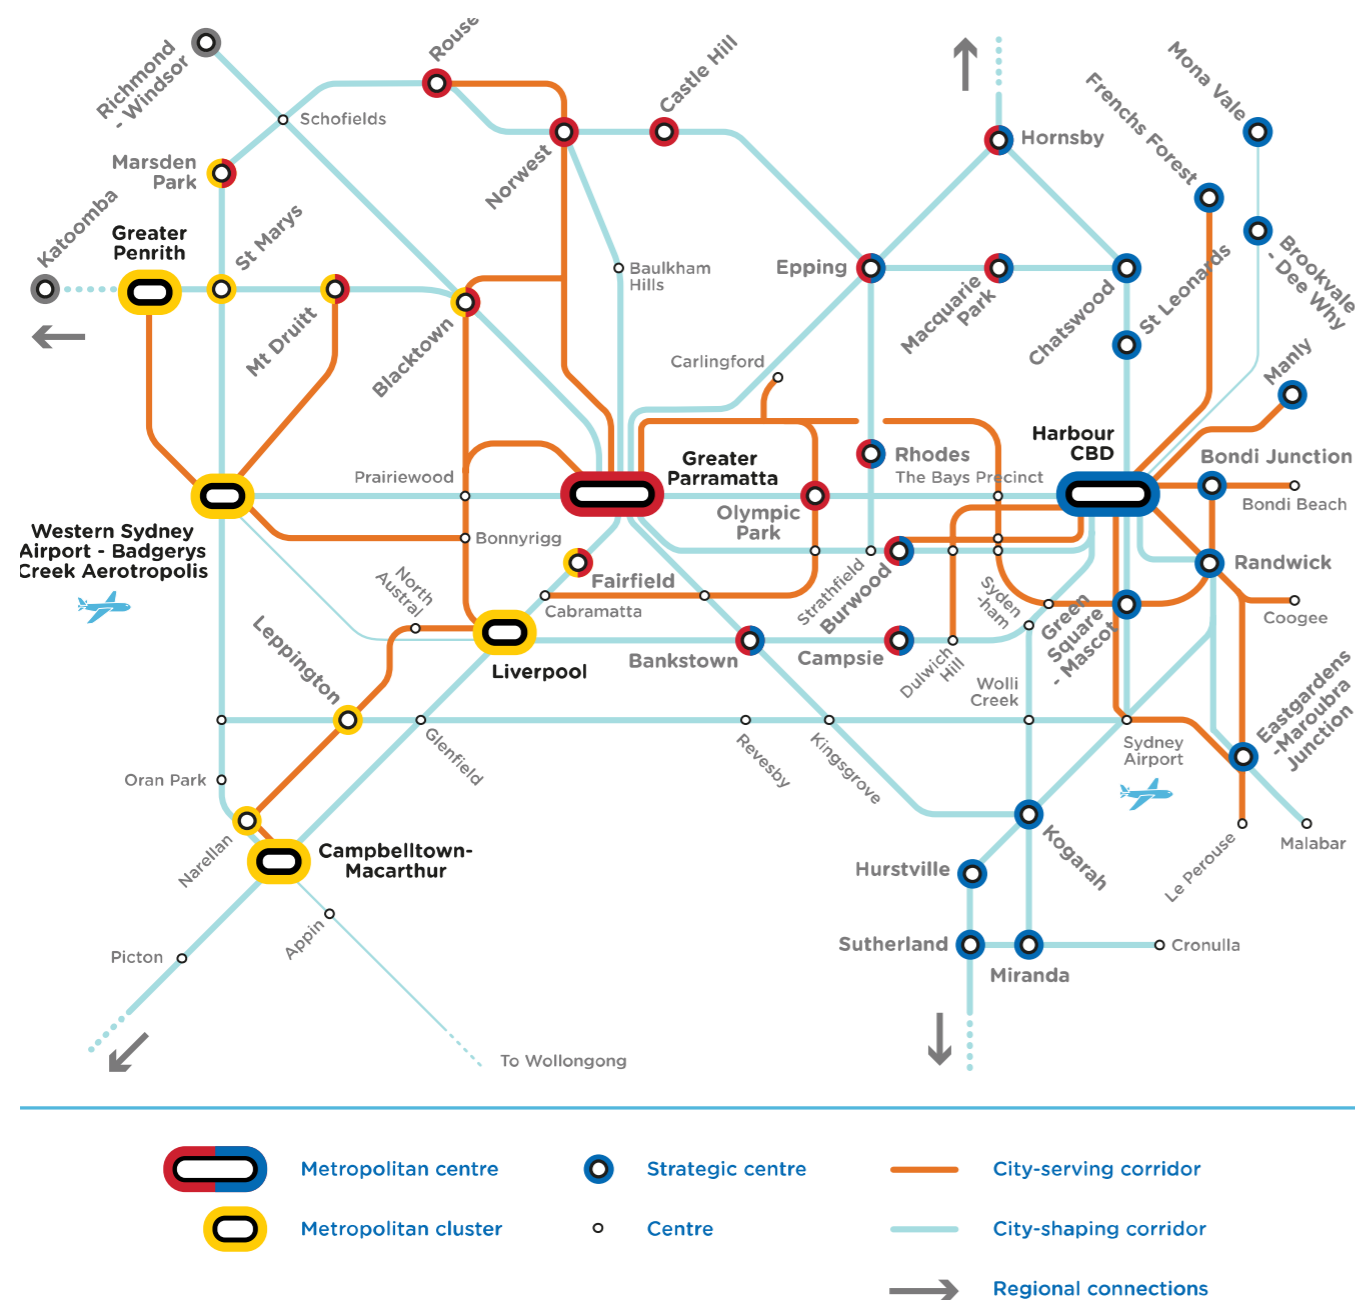 Richmond
- Windsor
Rouse
Castle Hill
Mona Vale
Frenchs Forest
Schofields
Hornsby
Marsden
Park
Norwest
Katoomba
Greater
Penrith
St Marys
Baulkham
Hills
Epping
Macquarie
Park
Chatswood
St Leonards
Brookvale
- Dee Why
Mt Druitt
Blacktown
Carlingford
Manly
Harbour
CBD
Greater
Parramatta
Rhodes
Bondi Junction
Prairiewood
The Bays Precinct
Bondi Beach
Olympic
Park
Western Sydney
Airport - Badgerys
Creek Aerotropolis
Bonnyrigg
North
Austral
Fairfield
Cabramatta
Strathfield
Burwood
Syden
-ham
Randwick
Green
Square
- Mascot
Coogee
Leppington
Liverpool
Bankstown
Campsie
Dulwich
Hill
Wolli
Creek
Eastgardens
-Maroubra
Junction
Glenfield
Revesby
Kingsgrove
Sydney
Airport
Oran Park
Narellan
Campbelltown-
Macarthur
Kogarah
Le Perouse
Malabar
Hurstville
Picton
Appin
Sutherland
Miranda
Cronulla
To Wollongong
Metropolitan centre
Strategic centre
City-serving corridor
Metropolitan cluster
Centre
City-shaping corridor
Regional connections